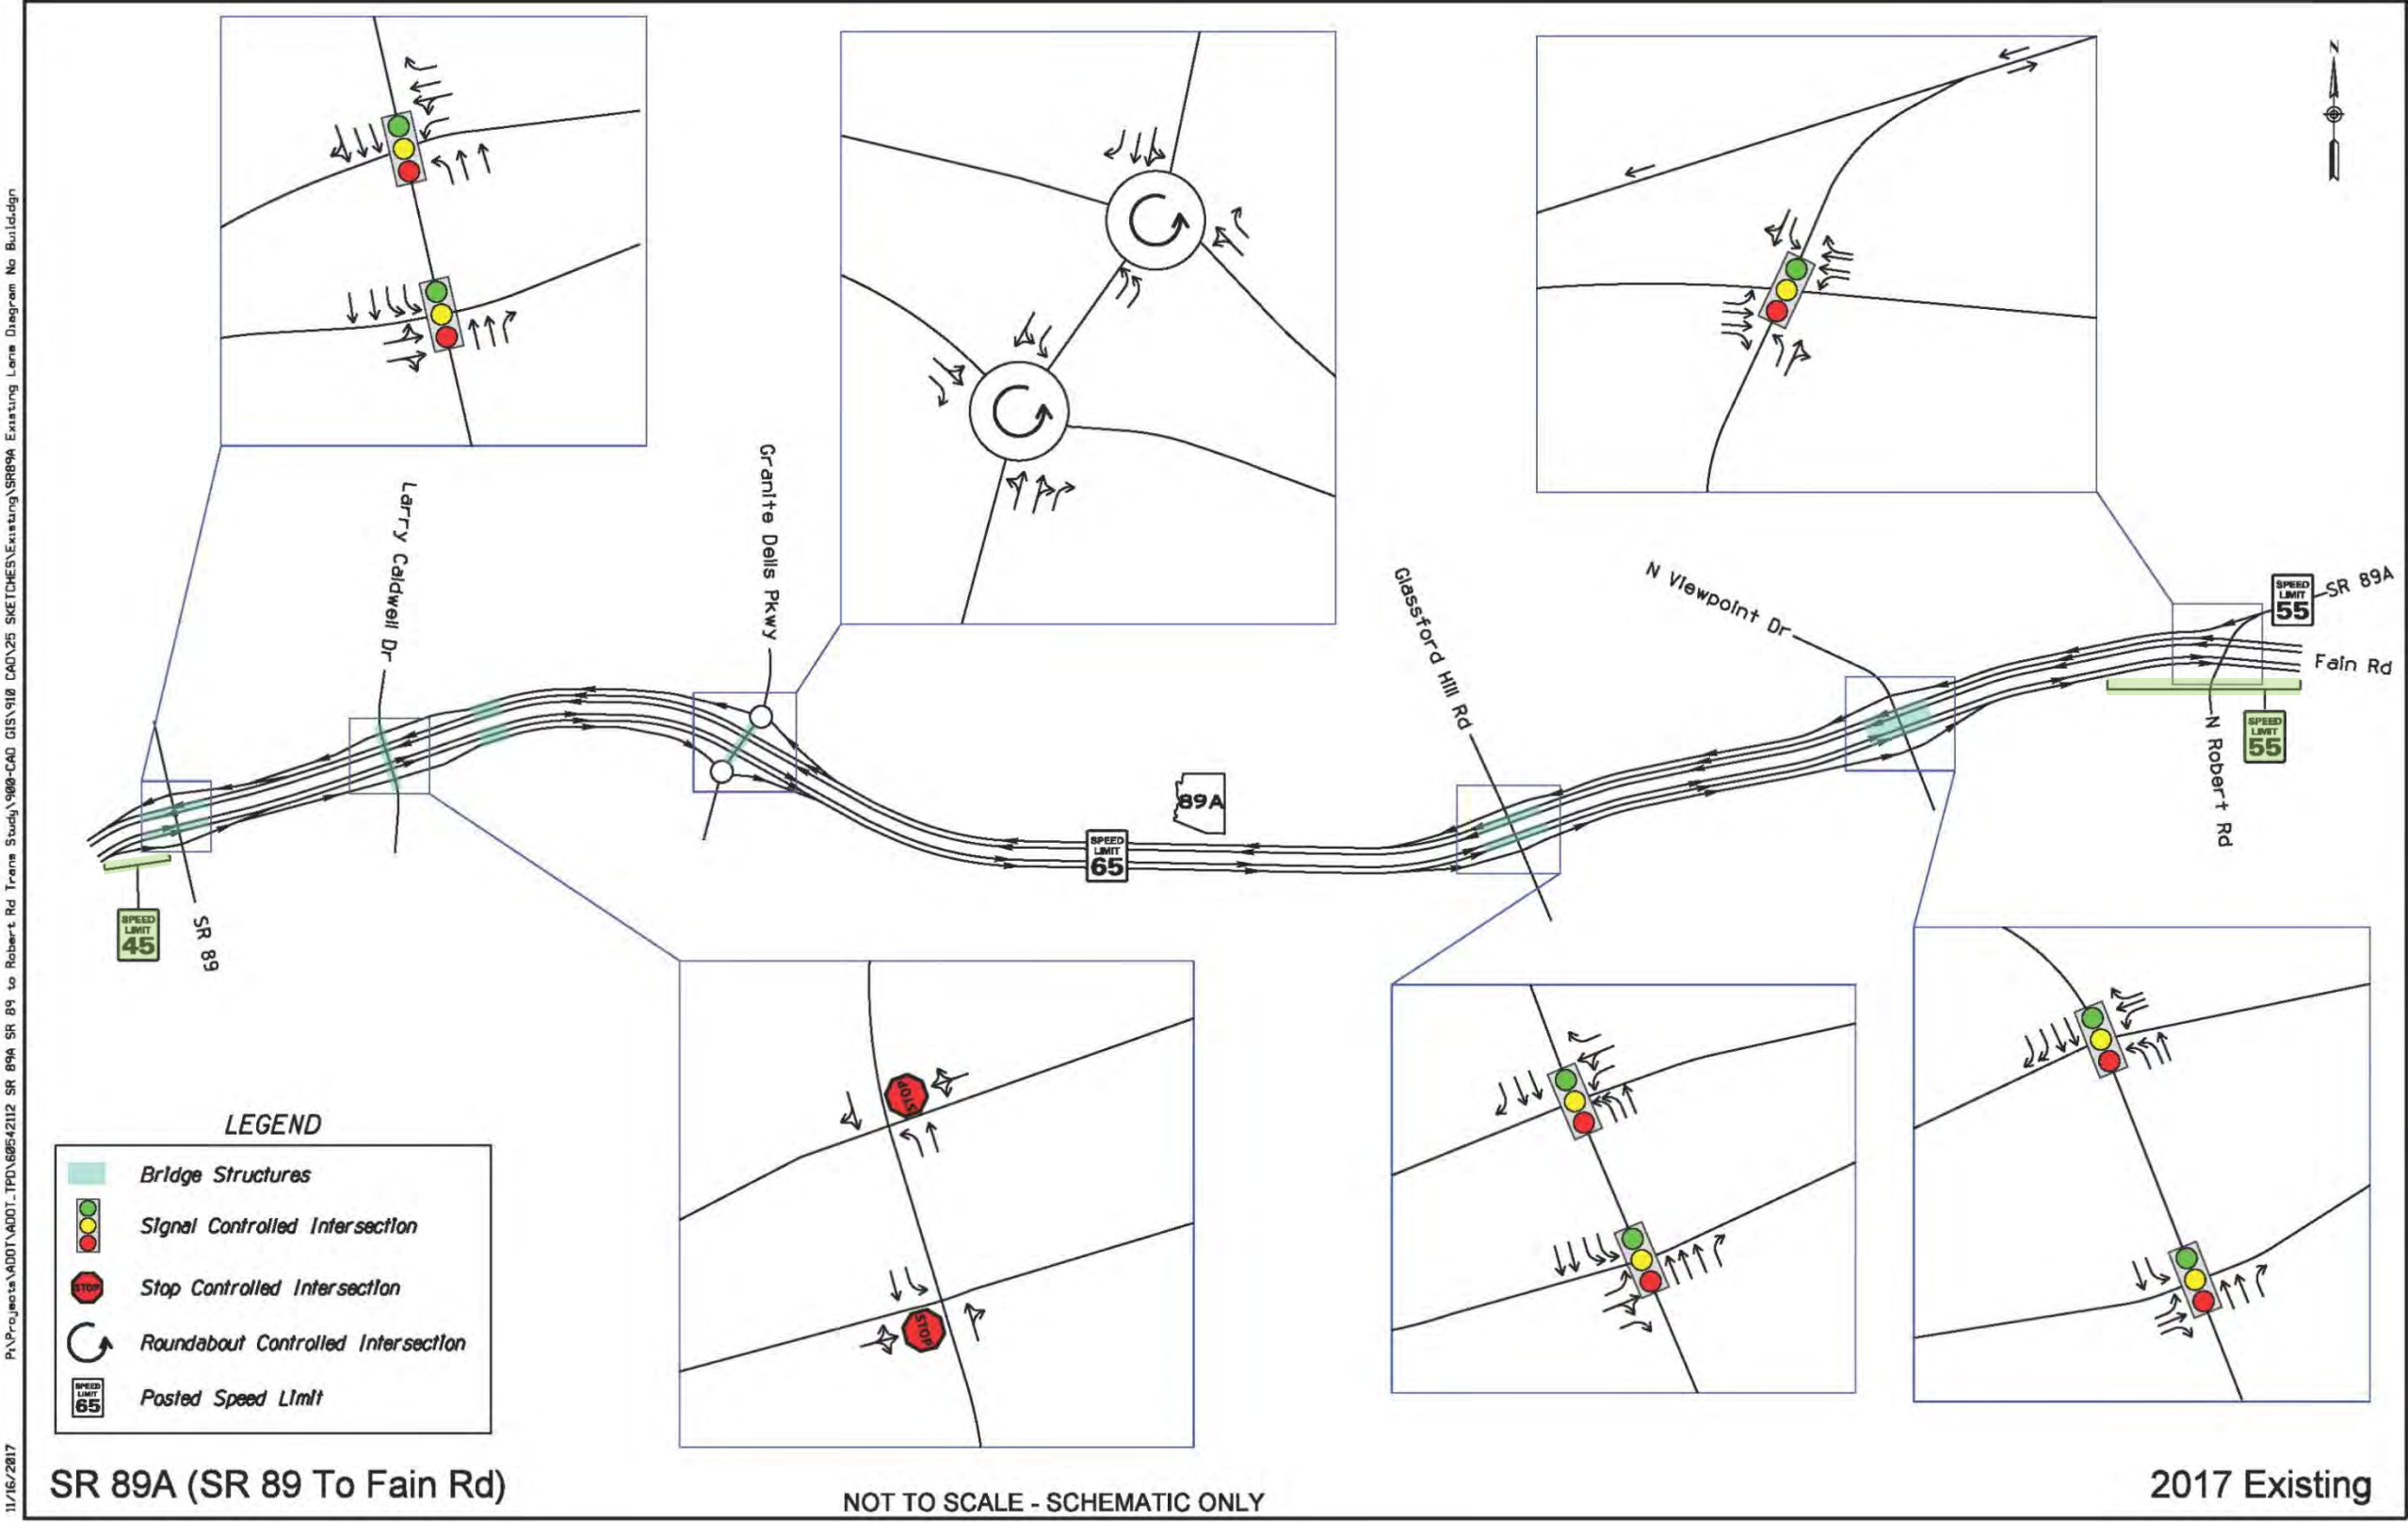 P:\Projects\ADOT\ADOT_TPD\60542112 SR 89A SR 89 to Robert Rd Trans Study\900-CAD GIS\910 CAD\25 SKETCHES\Existing\SR89A Existing Lane Diagram No Build.dgn
11/16/2017
N
Larry Caldwell Dr
Granite Dells Pkwy
Glassford Hill Rd
N Viewpoint Dr
SPEED
LIMIT
55
SR 89A
Fain Rd
SPEED
LIMIT
55
N Robert Rd
89A
SPEED
LIMIT
65
SPEED
LIMIT
45
SR 89
STOP
STOP
LEGEND
Bridge Structures
Signal Controlled Intersection
STOP
Stop Controlled Intersection
Roundabout Controlled Intersection
SPEED
LIMIT
65
Posted Speed Limit
SR 89A (SR 89 To Fain Rd)
NOT TO SCALE - SCHEMATIC ONLY
2017 Existing